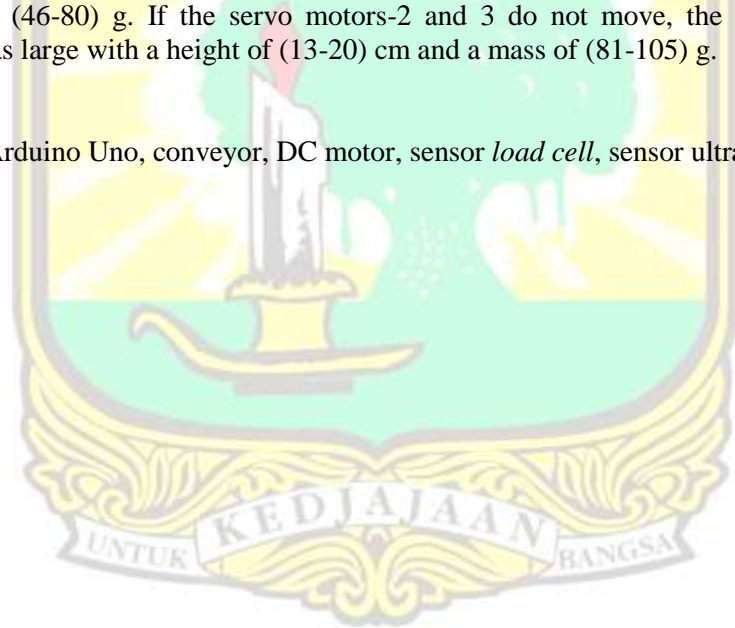 (46-80) g. If the servo motors-2 and 3 do not move, the
as large with a height of (13-20) cm and a mass of (81-105) g.
Arduino Uno, conveyor, DC motor, sensor load cell, sensor ultra
KEDJAJAAN
UNTUK BANGSA